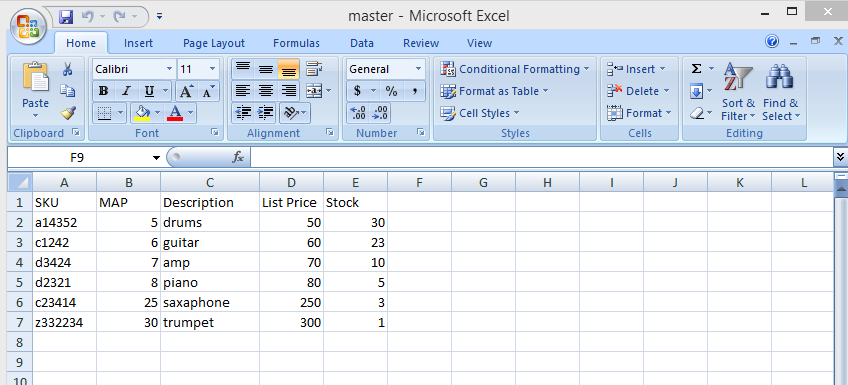 master - Microsoft Excel
Home Insert Page Layout Formulas Data Review View
Calibri 11 General Conditional Formatting Insert Σ
Paste B I U A A $ % , Format as Table Delete Sort & Filter Find & Select
Cell Styles Format
Clipboard Font Alignment Number Styles Cells Editing
F9 fx
A B C D E F G H I J K L
1 SKU MAP Description List Price Stock
2 a14352 5 drums 50 30
3 c1242 6 guitar 60 23
4 d3424 7 amp 70 10
5 d2321 8 piano 80 5
6 c23414 25 saxaphone 250 3
7 z332234 30 trumpet 300 1
8
9
10